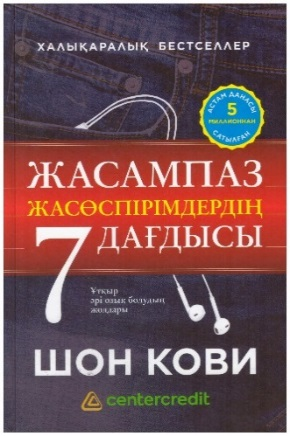 ХАЛЫҚАРАЛЫҚ БЕСТСЕЛЛЕР
АСТАМ ДАНАСЫ
5
МИЛЛИОННАН
САТЫЛҒАН
ЖАСАМПАЗ
ЖАСӨСПІРІМДЕРДІҢ
7 ДАҒДЫСЫ
Ұтқыр
әрі озық болудың
жолдары
ШОН КОВИ
centercredit